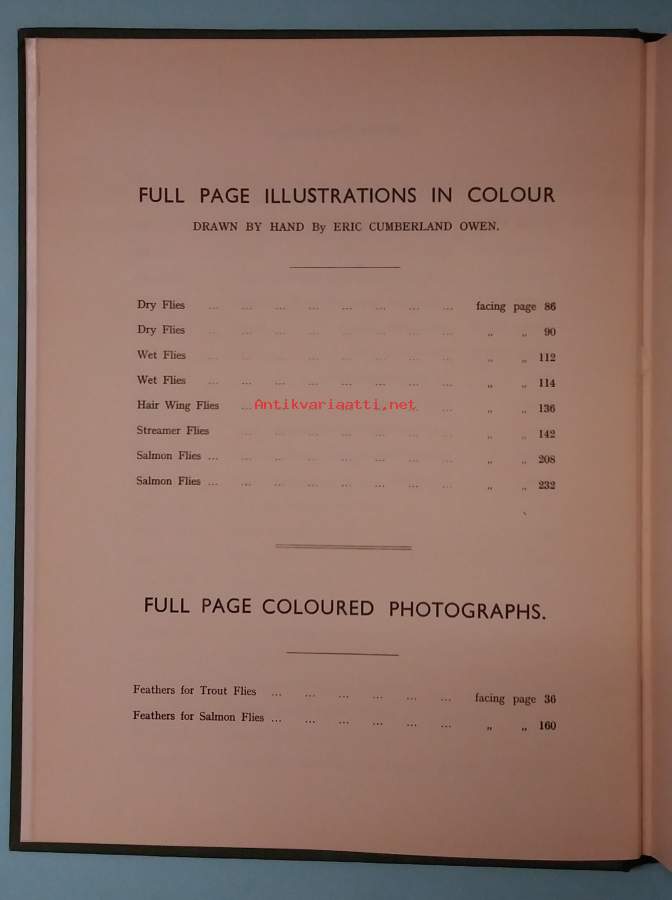 FULL PAGE ILLUSTRATIONS IN COLOUR
DRAWN BY HAND By ERIC CUMBERLAND OWEN.
Dry Flies ... ... ... ... ... ... ... ... facing page 86
Dry Flies ... ... ... ... ... ... ... ... „ „ 90
Wet Flies ... ... ... ... ... ... ... ... „ „ 112
Wet Flies ... ... ... ... ... ... ... ... „ „ 114
Hair Wing Flies ... ... ... ... ... ... ... „ „ 136
Antikvariaatti.net
Streamer Flies ... ... ... ... ... ... ... „ „ 142
Salmon Flies ... ... ... ... ... ... ... ... „ „ 208
Salmon Flies ... ... ... ... ... ... ... ... „ „ 232
FULL PAGE COLOURED PHOTOGRAPHS.
Feathers for Trout Flies ... ... ... ... ... ... facing page 36
Feathers for Salmon Flies ... ... ... ... ... ... „ „ 160